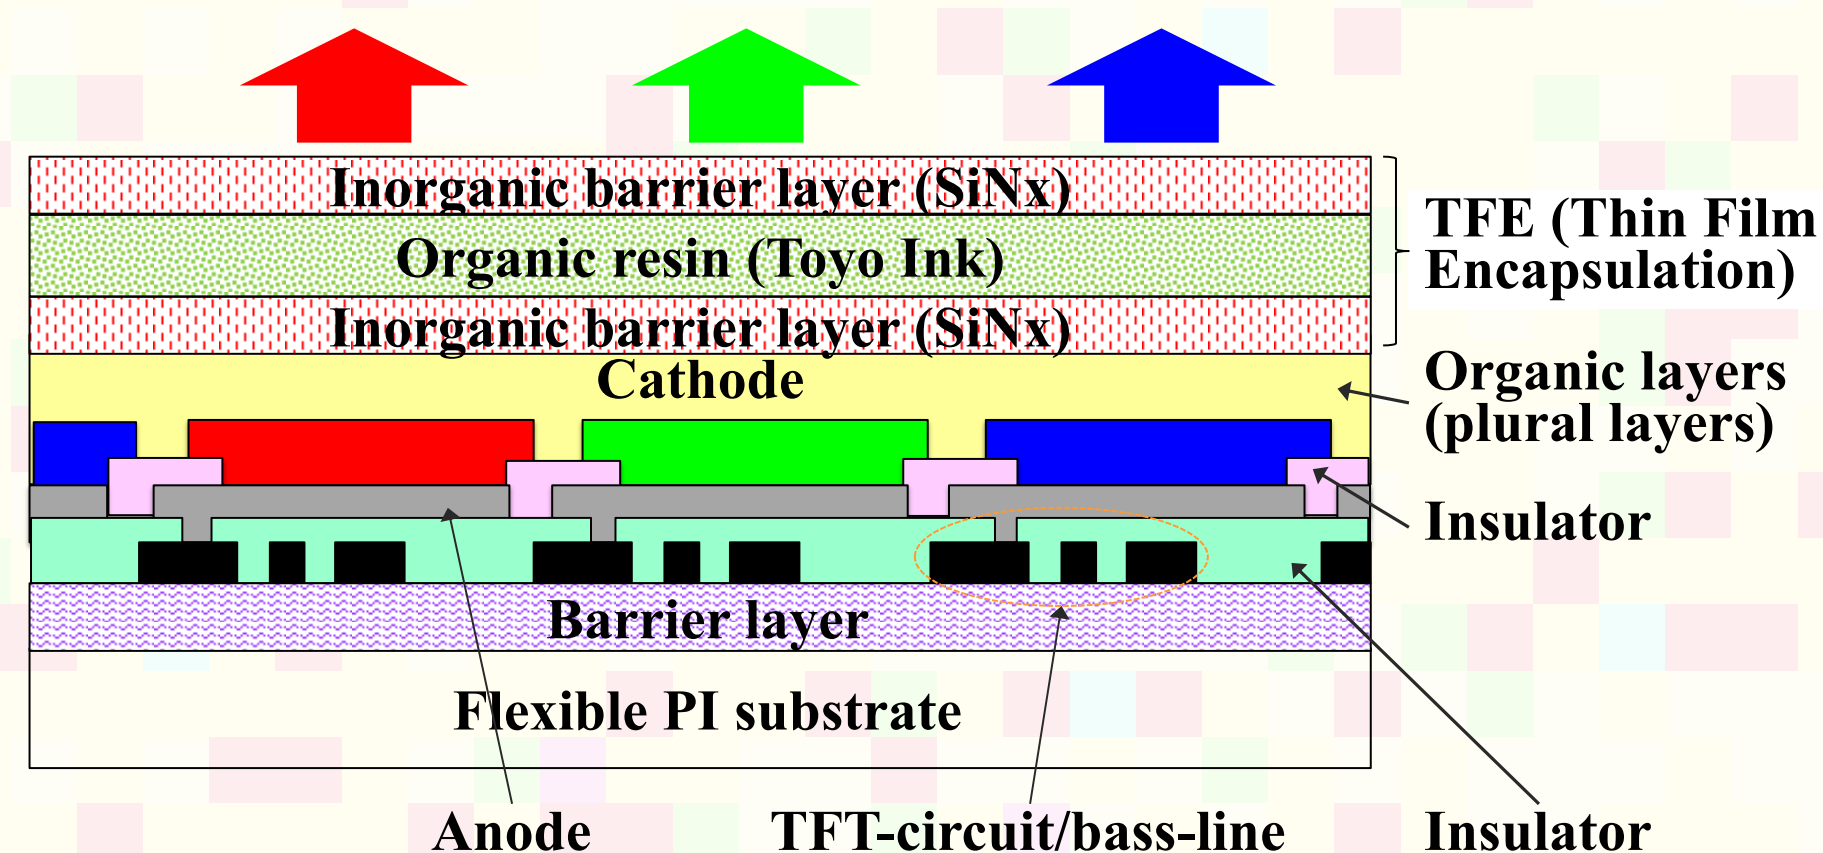 Inorganic barrier layer (SiNx)
Organic resin (Toyo Ink)
Inorganic barrier layer (SiNx)
TFE (Thin Film
Encapsulation)
Cathode
Organic layers
(plural layers)
Insulator
Barrier layer
Flexible PI substrate
Anode
TFT-circuit/bass-line
Insulator